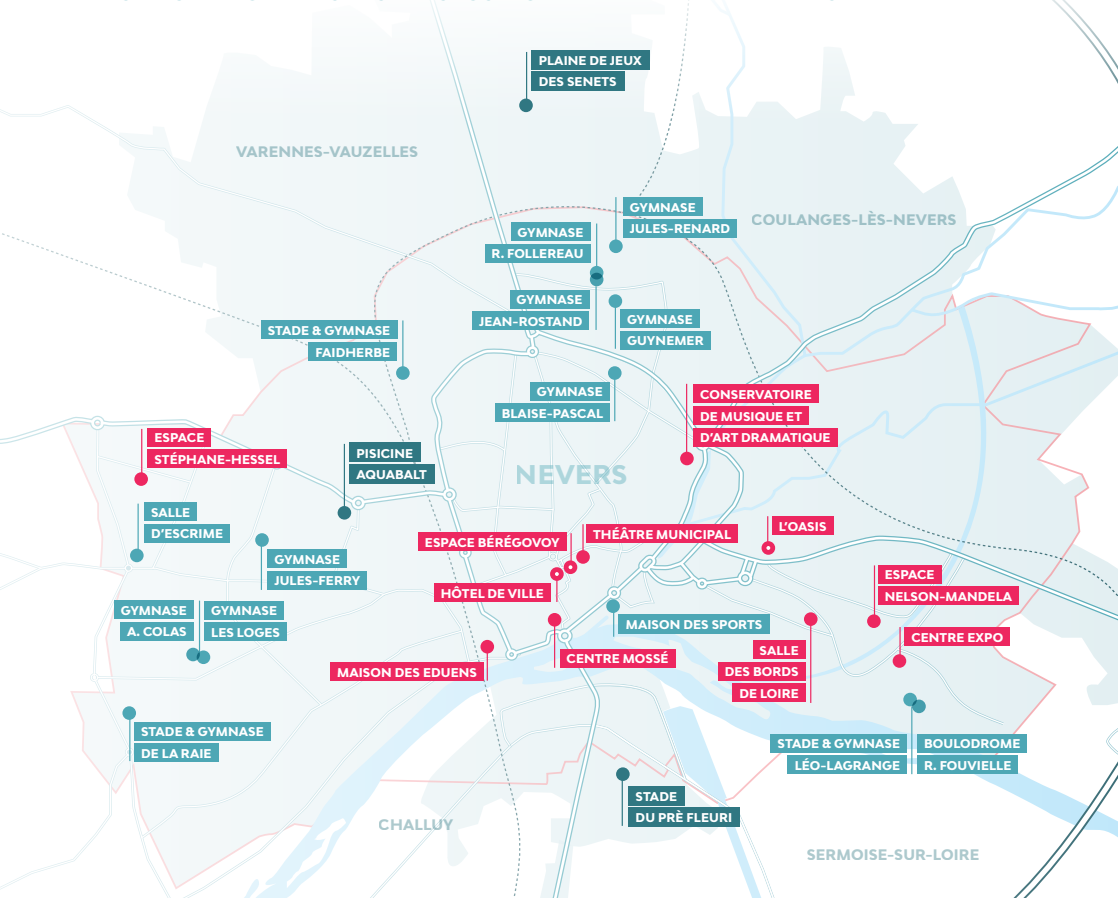 PLAINE DE JEUX
DES SENETS
VARENNES-VAUZELLES
GYMNASE
JULES-RENARD
COULANGES-LÈS-NEVERS
GYMNASE
R. FOLLEREAU
GYMNASE
JEAN-ROSTAND
GYMNASE
GUYNEMER
STADE & GYMNASE
FAIDHERBE
GYMNASE
BLAISE-PASCAL
CONSERVATOIRE
DE MUSIQUE ET
D'ART DRAMATIQUE
ESPACE
STÉPHANE-HESSEL
PISICINE
AQUABALT
NEVERS
SALLE
D'ESCRIME
GYMNASE
JULES-FERRY
ESPACE BÉRÉGOVOY
THÉÂTRE MUNICIPAL
L'OASIS
HÔTEL DE VILLE
ESPACE
NELSON-MANDELA
GYMNASE
A. COLAS
GYMNASE
LES LOGES
MAISON DES SPORTS
CENTRE EXPO
MAISON DES EDUENS
CENTRE MOSSÉ
SALLE
DES BORDS
DE LOIRE
STADE & GYMNASE
DE LA RAIE
STADE & GYMNASE
LÉO-LAGRANGE
BOULODROME
R. FOUVIELLE
STADE
DU PRÈ FLEURI
CHALLUY
SERMOISE-SUR-LOIRE